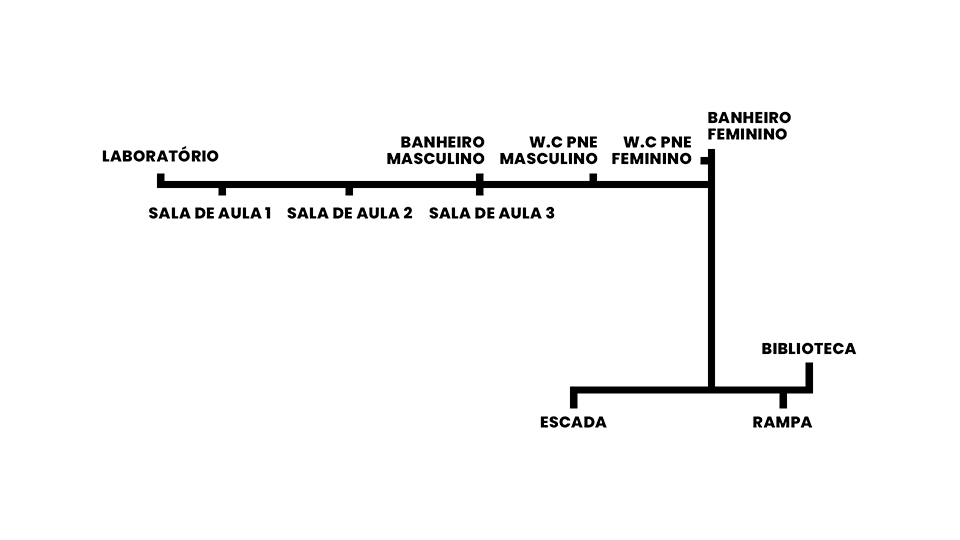 BANHEIRO
FEMININO
BANHEIRO
MASCULINO
W.C PNE
MASCULINO
W.C PNE
FEMININO
LABORATÓRIO
SALA DE AULA 1
SALA DE AULA 2
SALA DE AULA 3
BIBLIOTECA
ESCADA
RAMPA